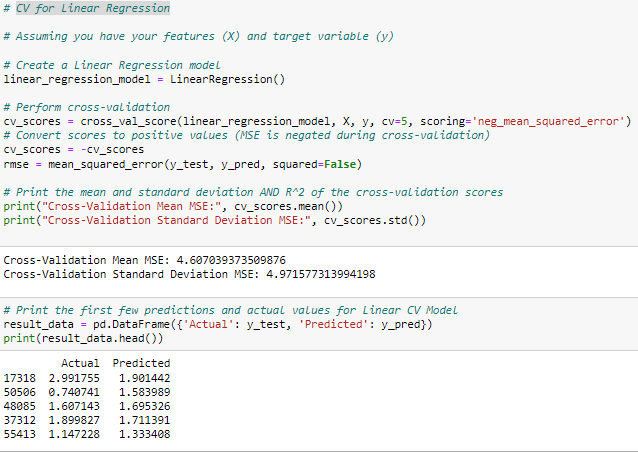 # CV for Linear Regression
# Assuming you have your features (X) and target variable (y)
# Create a Linear Regression model
linear_regression_model = LinearRegression()
# Perform cross-validation
cv_scores = cross_val_score(linear_regression_model, X, y, cv=5, scoring='neg_mean_squared_error')
# Convert scores to positive values (MSE is negated during cross-validation)
cv_scores = -cv_scores
rmse = mean_squared_error(y_test, y_pred, squared=False)
# Print the mean and standard deviation AND R^2 of the cross-validation scores
print("Cross-Validation Mean MSE:", cv_scores.mean())
print("Cross-Validation Standard Deviation MSE:", cv_scores.std())
Cross-Validation Mean MSE: 4.607039373509876
Cross-Validation Standard Deviation MSE: 4.971577313994198
# Print the first few predictions and actual values for Linear CV Model
result_data = pd.DataFrame({'Actual': y_test, 'Predicted': y_pred})
print(result_data.head())
Actual Predicted
17318 2.991755 1.901442
50506 0.740741 1.583989
48085 1.607143 1.695326
37312 1.899827 1.711391
55413 1.147228 1.333408